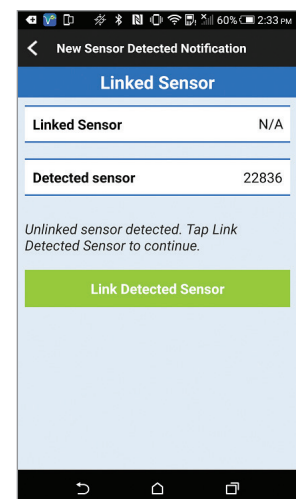 60% 2:33 PM
New Sensor Detected Notification
Linked Sensor
Linked Sensor N/A
Detected sensor 22836
Unlinked sensor detected. Tap Link
Detected Sensor to continue.
Link Detected Sensor